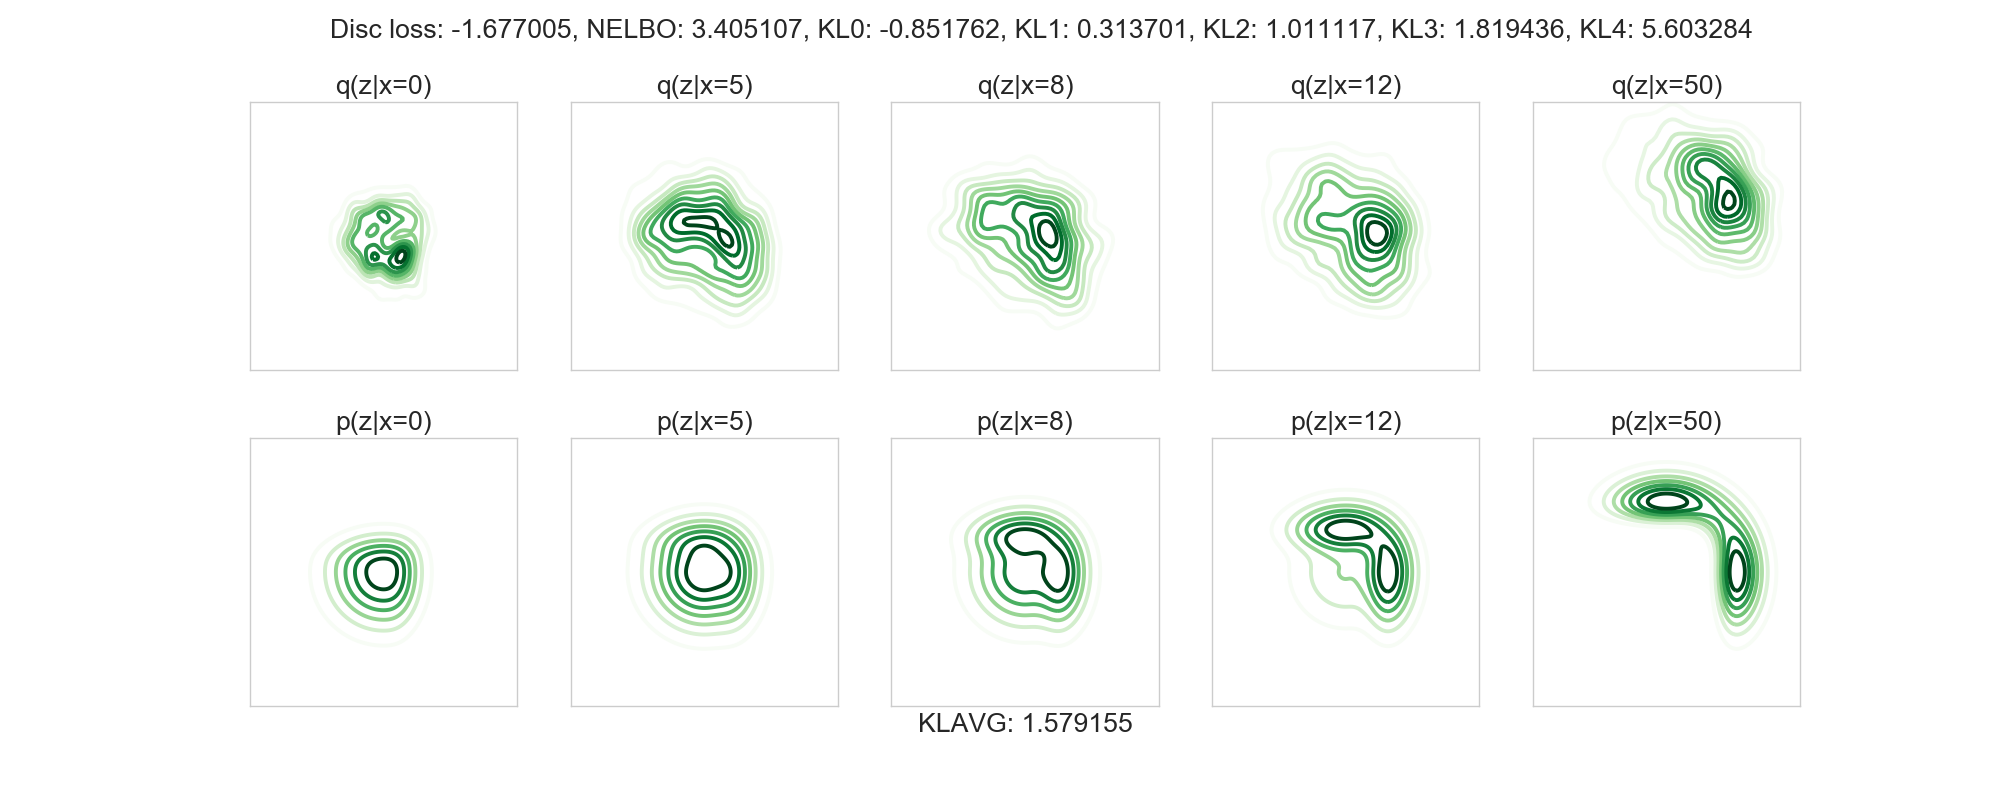 Disc loss: -1.677005, NELBO: 3.405107, KL0: -0.851762, KL1: 0.313701, KL2: 1.011117, KL3: 1.819436, KL4: 5.603284
q(z|x=0) q(z|x=5) q(z|x=8) q(z|x=12) q(z|x=50)
p(z|x=0) p(z|x=5) p(z|x=8) p(z|x=12) p(z|x=50)
KLAVG: 1.579155